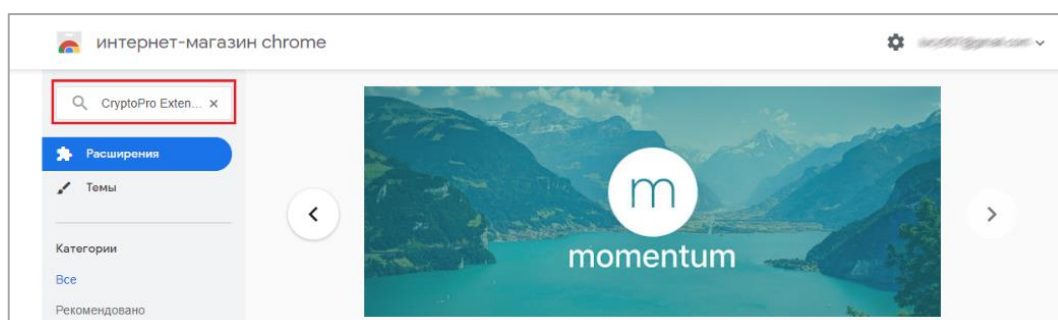 интернет-магазин chrome
CryptoPro Exten...
Расширения
Темы
Категории
Все
Рекомендовано
m
momentum